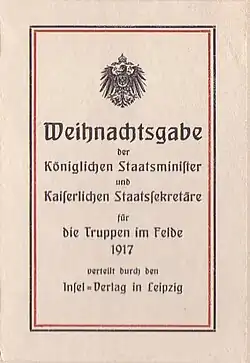 Weihnachtsgabe
der
Königlichen Staatsminister
und
Kaiserlichen Staatssekretäre
für
die Truppen im Felde
1917
verteilt durch den
Insel=Verlag in Leipzig